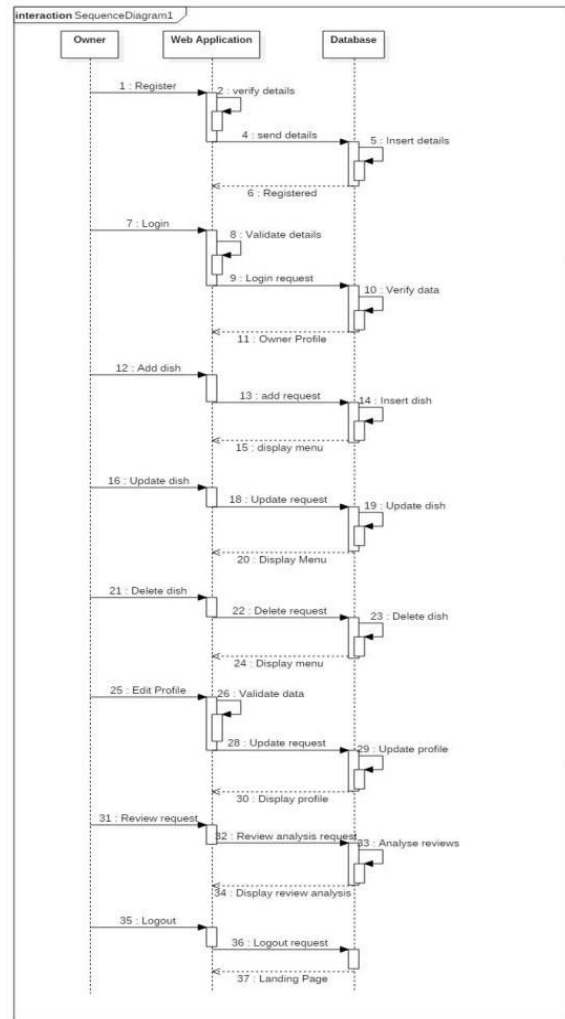 interaction SequenceDiagram1
Owner
Web Application
Database
1 : Register
2 : verify details
4 : send details
5 : Insert details
6 : Registered
7 : Login
8 : Validate details
9 : Login request
10 : Verify data
11 : Owner Profile
12 : Add dish
13 : add request
14 : Insert dish
15 : display menu
16 : Update dish
18 : Update request
19 : Update dish
20 : Display Menu
21 : Delete dish
22 : Delete request
23 : Delete dish
24 : Display menu
25 : Edit Profile
26 : Validate data
28 : Update request
29 : Update profile
30 : Display profile
31 : Review request
32 : Review analysis request
33 : Analyse reviews
34 : Display review analysis
35 : Logout
36 : Logout request
37 : Landing Page